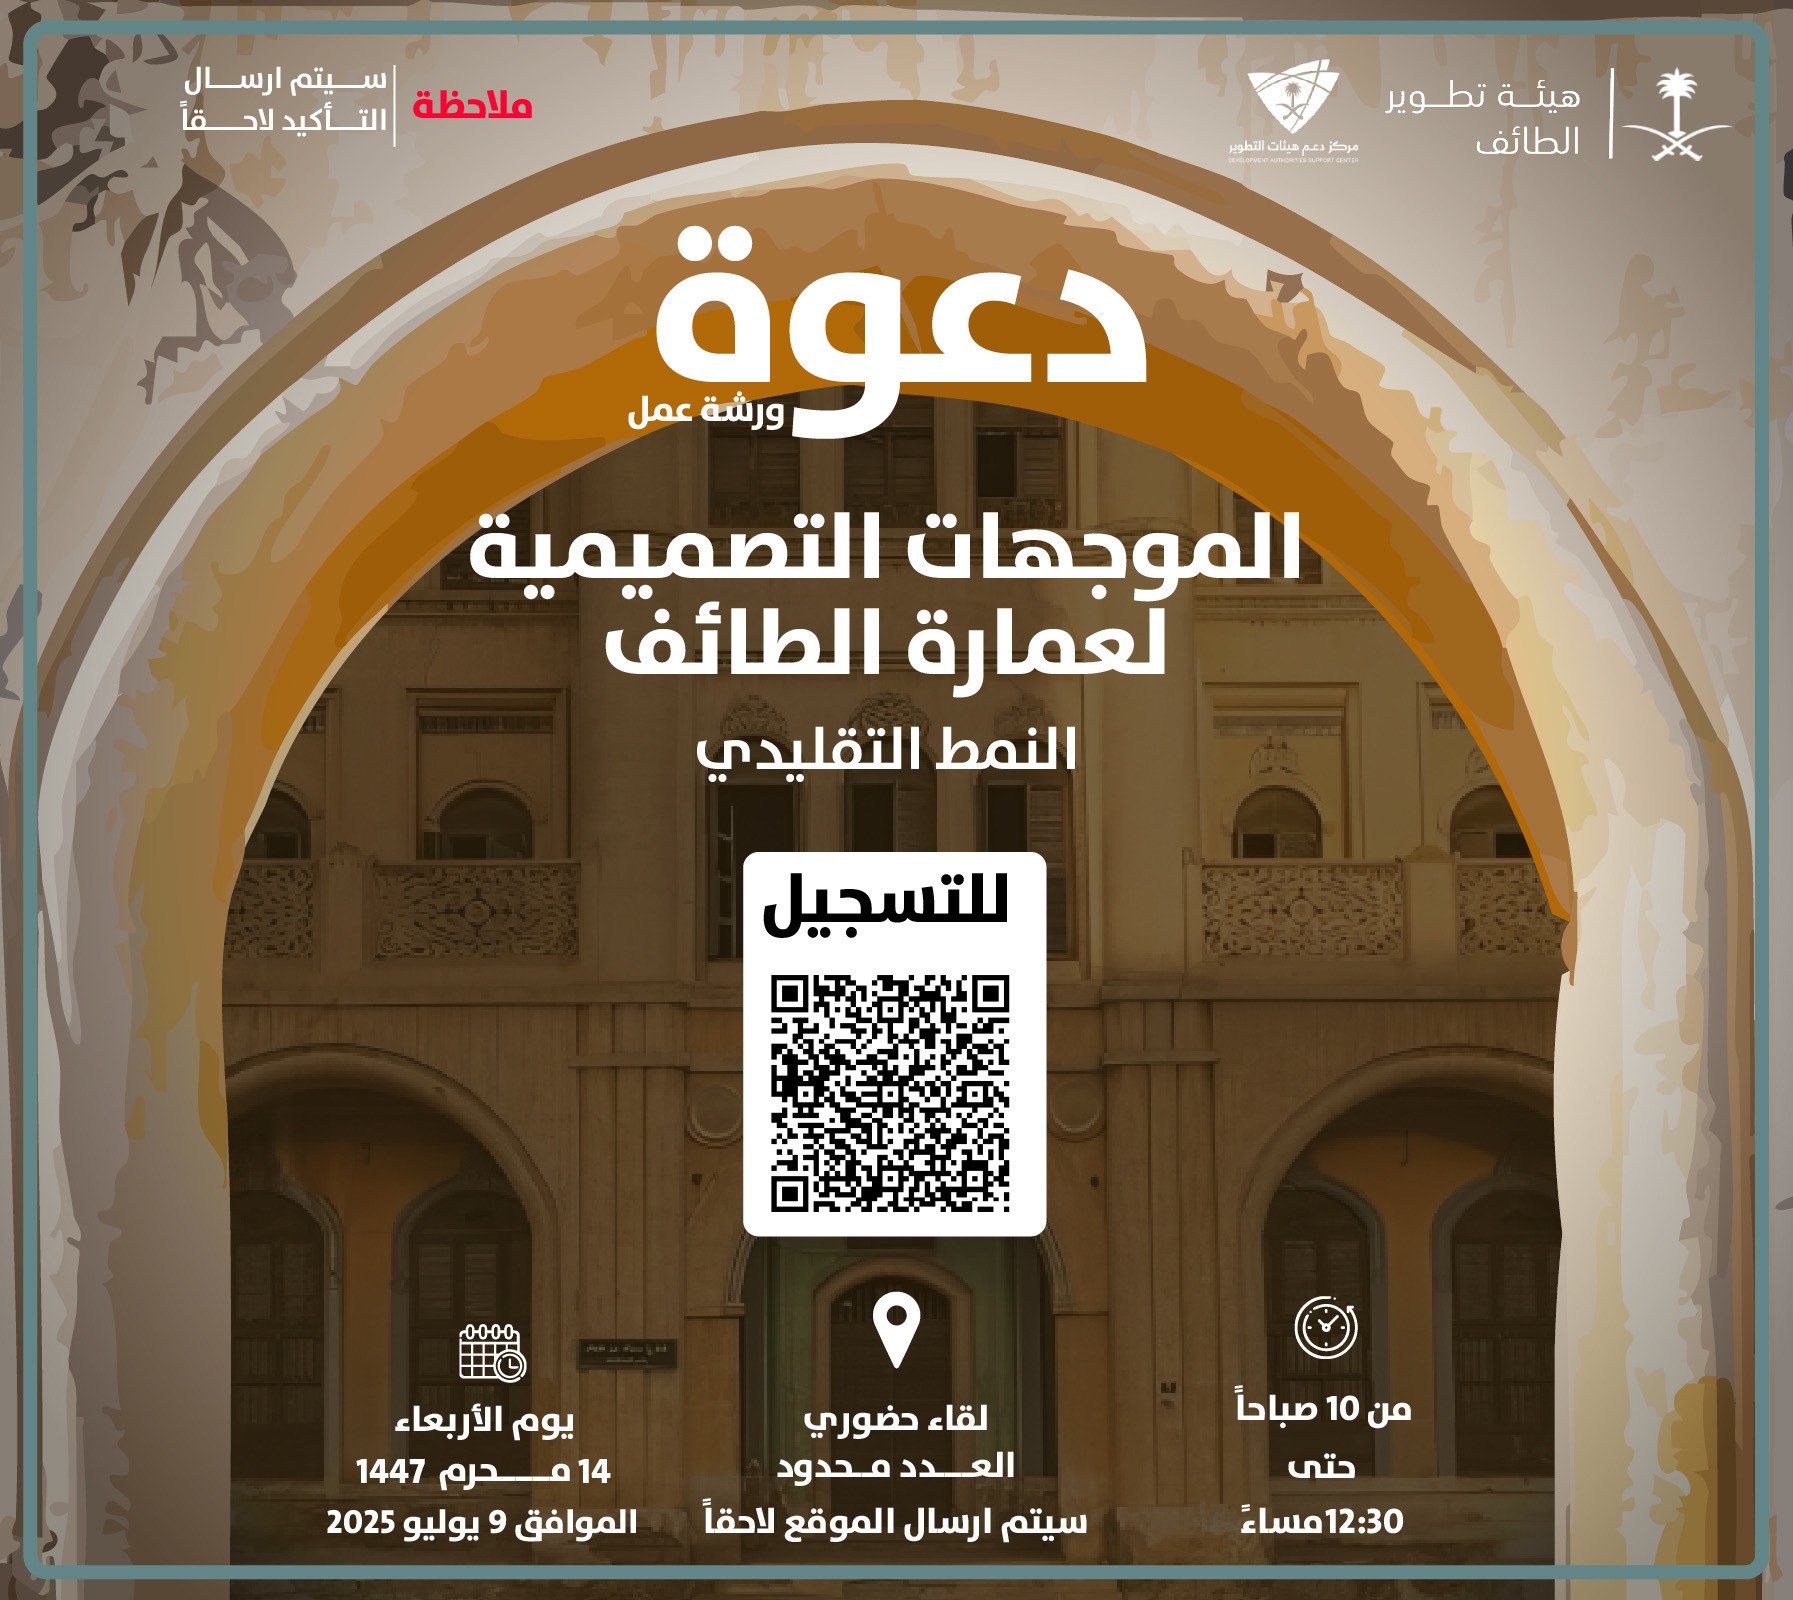 هيئة تطوير
الطائف
مركز دعم هيئات التطوير
DEVELOPMENT AUTHORITIES SUPPORT CENTER
ملاحظة
سيتم ارسال
التأكيد لاحقاً
دعوة
ورشة عمل
الموجهات التصميمية
لعمارة الطائف
النمط التقليدي
للتسجيل
من 10 صباحاً
حتى
12:30مساءً
لقاء حضوري
العدد محدود
سيتم ارسال الموقع لاحقاً
يوم الأربعاء
14 محرم 1447
الموافق 9 يوليو 2025